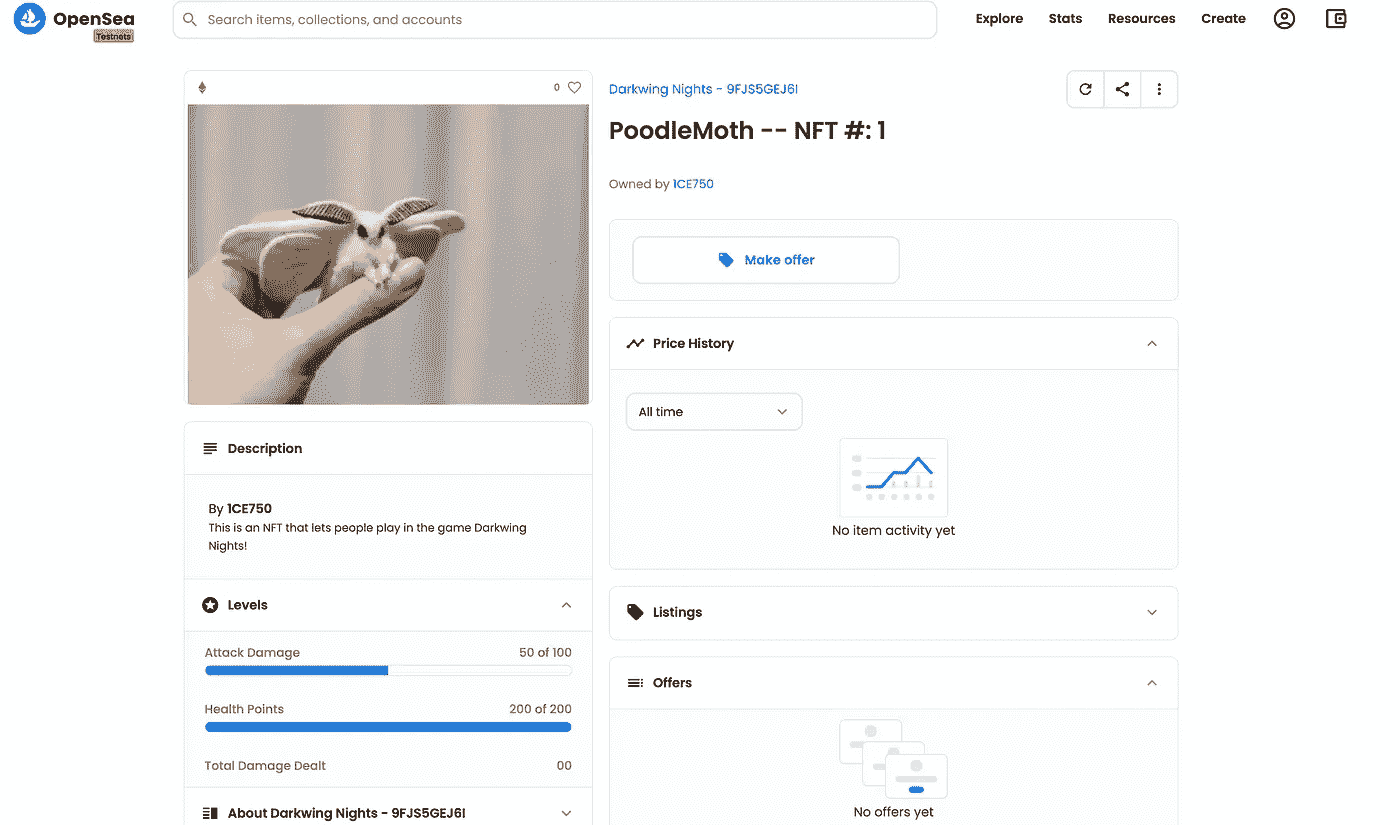 OpenSea
Testnets
Search items, collections, and accounts
Explore
Stats
Resources
Create
0
Darkwing Nights - 9FJS5GEJ6I
PoodleMoth -- NFT #: 1
Owned by 1CE750
Make offer
Price History
All time
No item activity yet
Description
By 1CE750
This is an NFT that lets people play in the game Darkwing
Nights!
Levels
Attack Damage 50 of 100
Health Points 200 of 200
Total Damage Dealt 00
About Darkwing Nights - 9FJS5GEJ6I
Listings
Offers
No offers yet